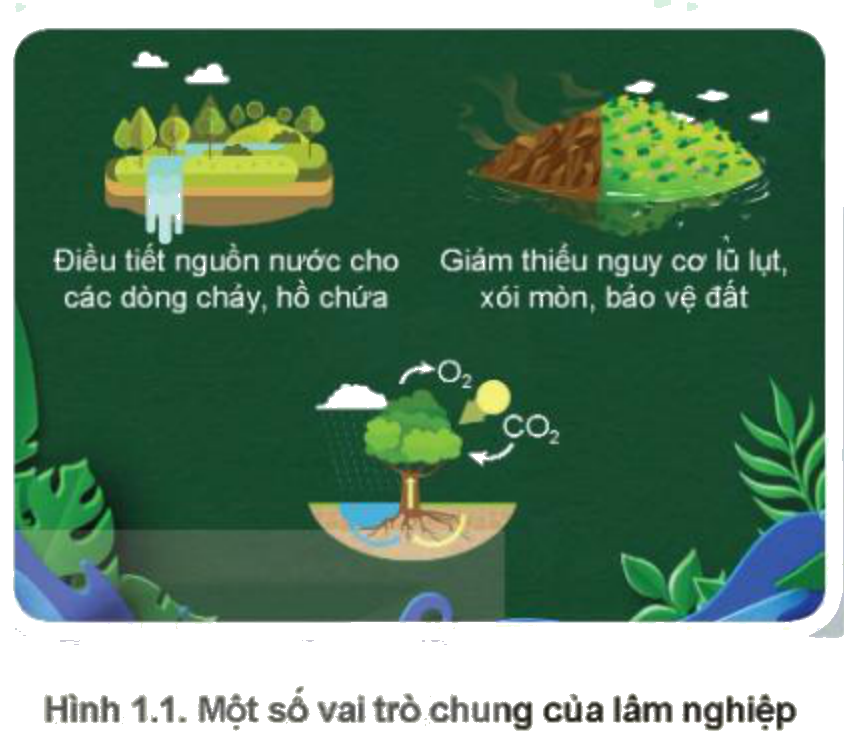 Điều tiết nguồn nước cho
các dòng chảy, hồ chứa
Giảm thiểu nguy cơ lũ lụt,
xói mòn, bảo vệ đất
O₂
CO₂
Hình 1.1. Một số vai trò chung của lâm nghiệp